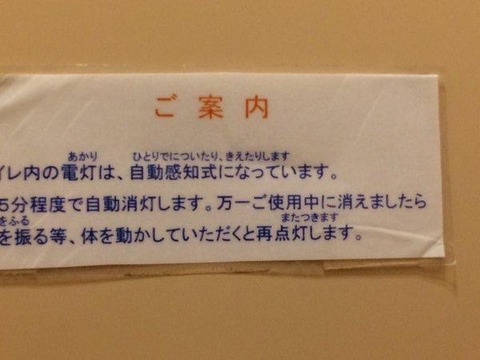 ご案内
あかり ひとりでについたり、きえたりします
イレ内の電灯は、自動感知式になっています。
5分程度で自動消灯します。万一ご使用中に消えましたら
をふる またつきます
を振る等、体を動かしていただくと再点灯します。